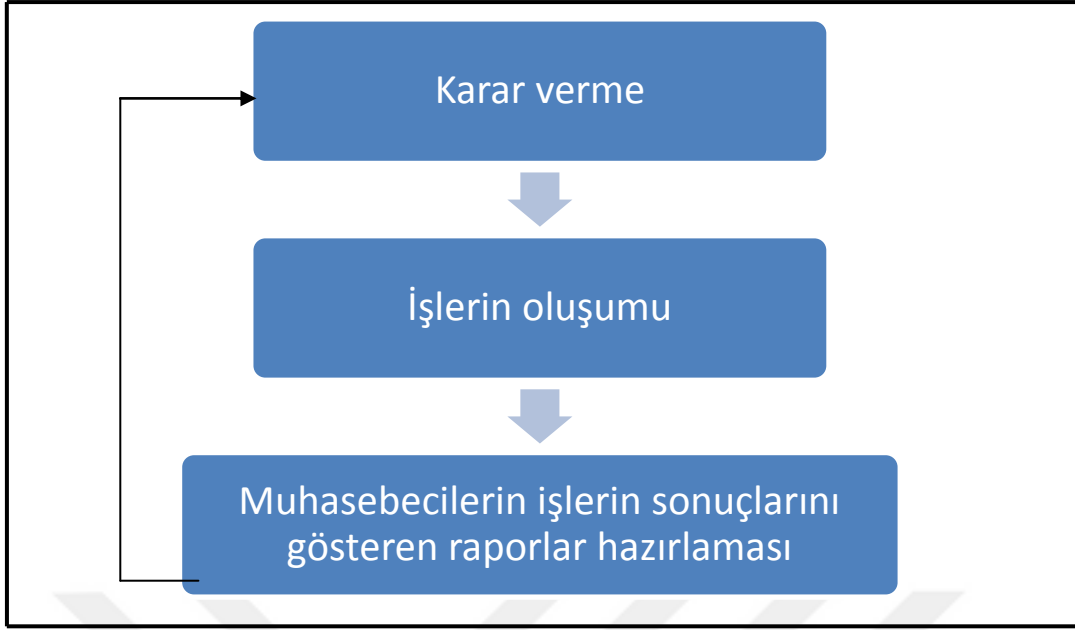 Karar verme
İşlerin oluşumu
Muhasebecilerin işlerin sonuçlarını
gösteren raporlar hazırlaması